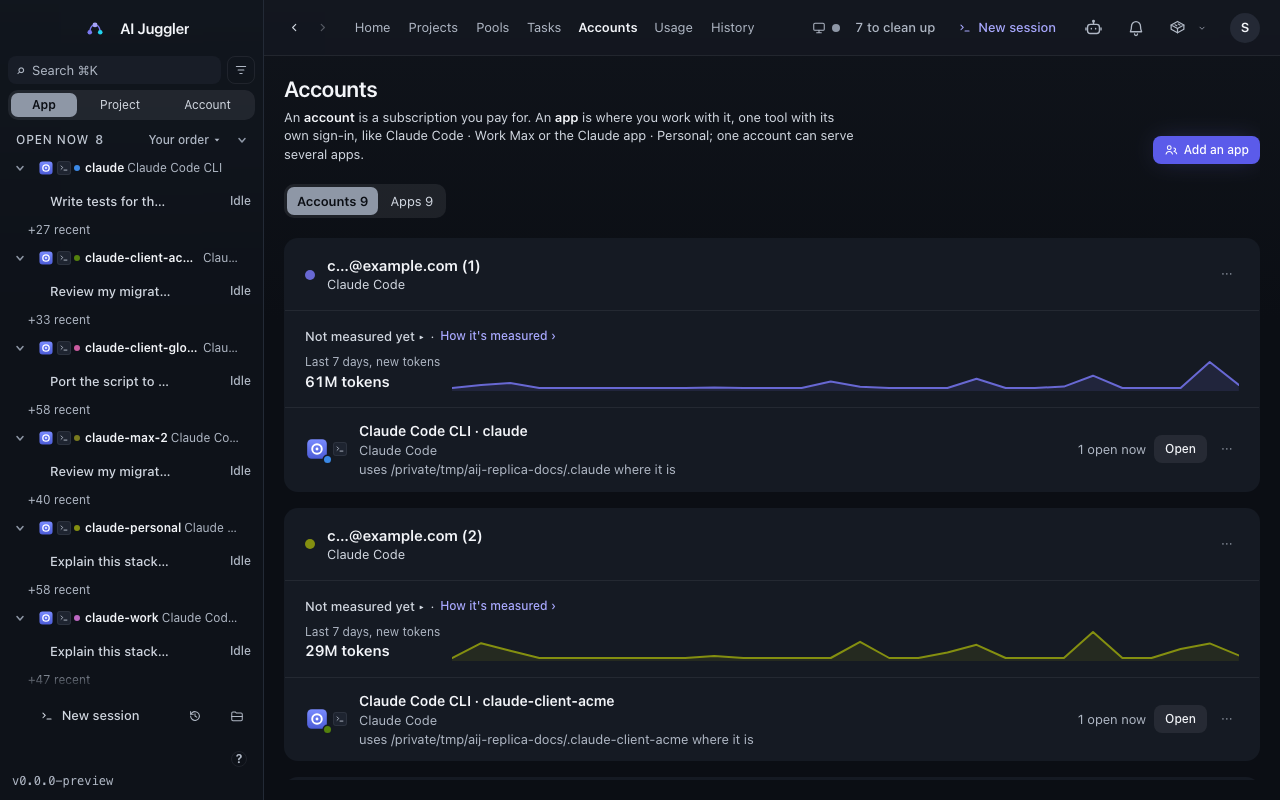 AI Juggler
Search ⌘K
App Project Account
OPEN NOW 8 Your order
claude Claude Code CLI
Write tests for th... Idle
+27 recent
claude-client-ac... Clau...
Review my migrat... Idle
+33 recent
claude-client-glo... Clau...
Port the script to ... Idle
+58 recent
claude-max-2 Claude Co...
Review my migrat... Idle
+40 recent
claude-personal Claude ...
Explain this stack... Idle
+58 recent
claude-work Claude Cod...
Explain this stack... Idle
+47 recent
New session
?
v0.0.0-preview
Home Projects Pools Tasks Accounts Usage History
7 to clean up
New session
S
Accounts
An account is a subscription you pay for. An app is where you work with it, one tool with its
own sign-in, like Claude Code · Work Max or the Claude app · Personal; one account can serve
several apps.
Add an app
Accounts 9 Apps 9
c...@example.com (1)
Claude Code
Not measured yet ▸ · How it's measured ›
Last 7 days, new tokens
61M tokens
Claude Code CLI · claude
Claude Code
uses /private/tmp/aij-replica-docs/.claude where it is
1 open now Open
c...@example.com (2)
Claude Code
Not measured yet ▸ · How it's measured ›
Last 7 days, new tokens
29M tokens
Claude Code CLI · claude-client-acme
Claude Code
uses /private/tmp/aij-replica-docs/.claude-client-acme where it is
1 open now Open